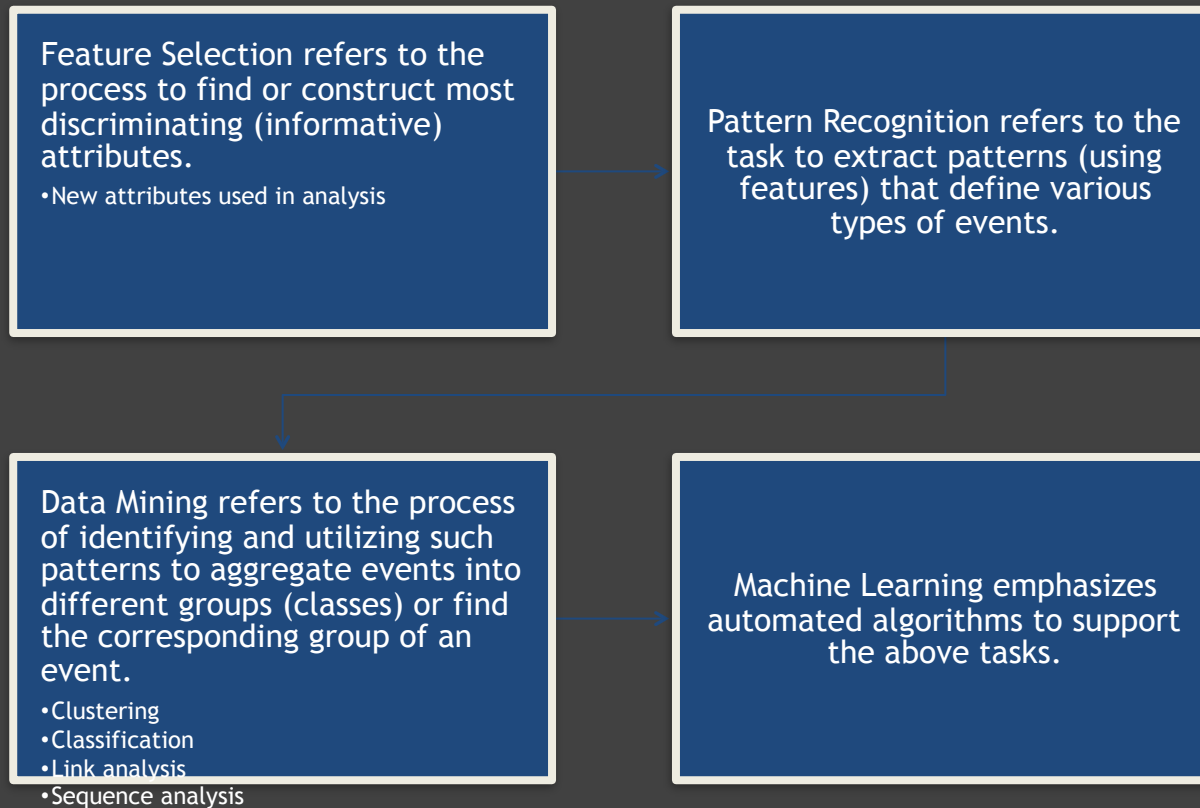 Feature Selection refers to the
process to find or construct most
discriminating (informative)
attributes.
•New attributes used in analysis
Pattern Recognition refers to the
task to extract patterns (using
features) that define various
types of events.
Data Mining refers to the process
of identifying and utilizing such
patterns to aggregate events into
different groups (classes) or find
the corresponding group of an
event.
•Clustering
•Classification
•Link analysis
•Sequence analysis
Machine Learning emphasizes
automated algorithms to support
the above tasks.